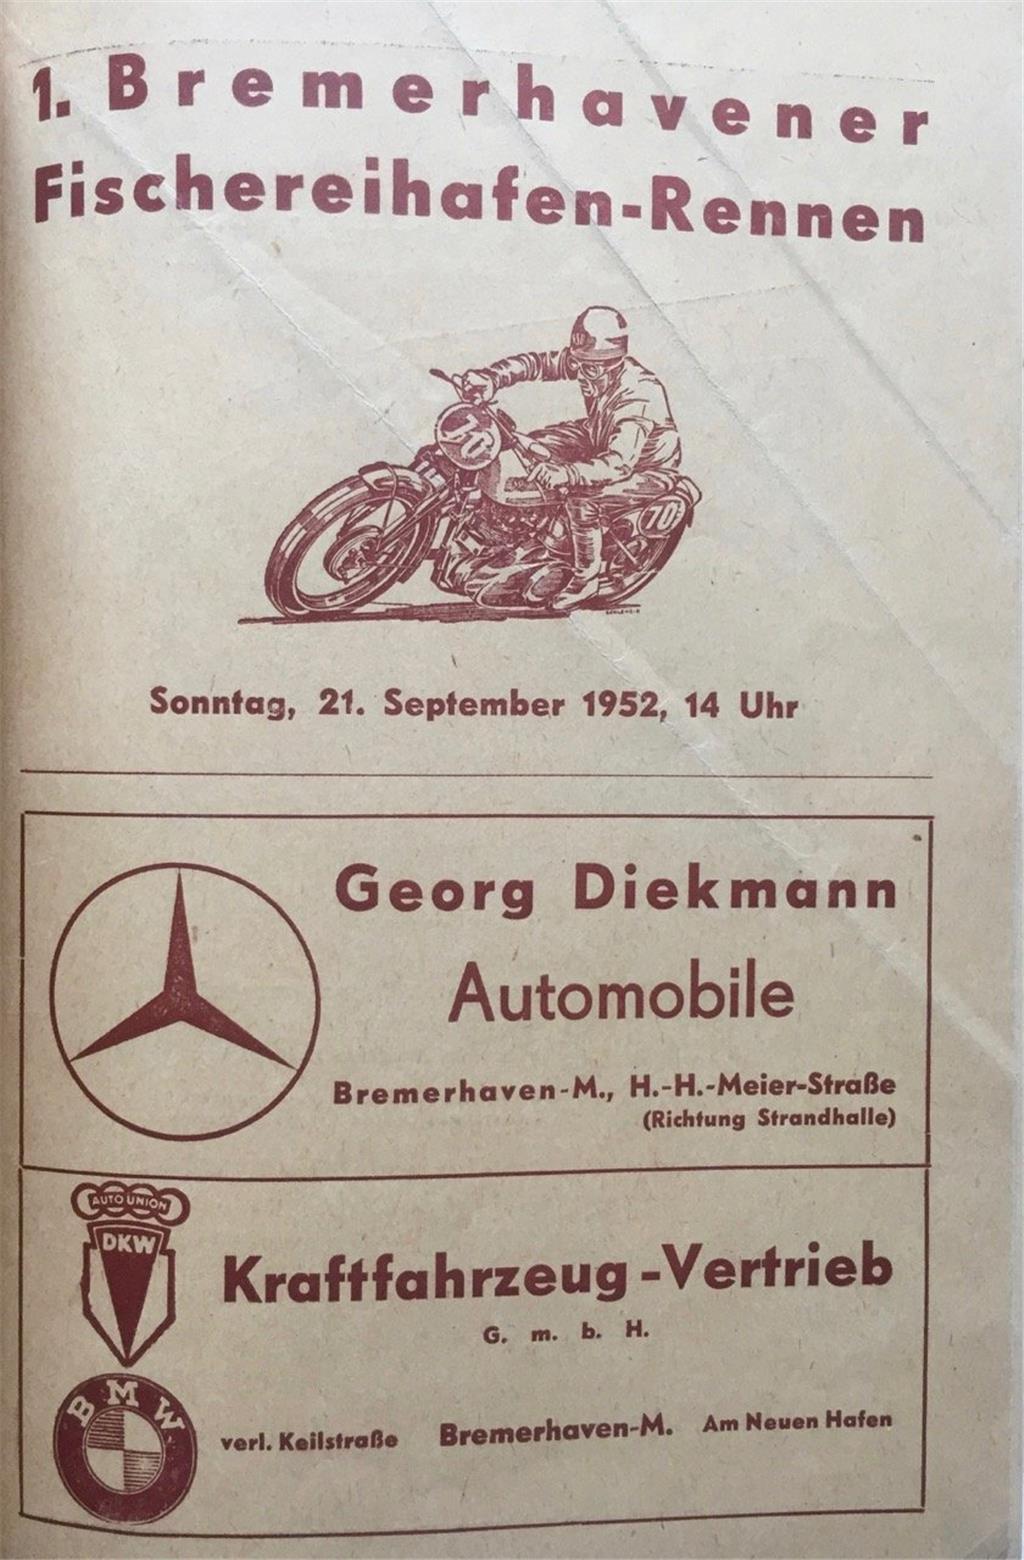 1. Bremerhavener
Fischereihafen-Rennen
70
70
Sonntag, 21. September 1952, 14 Uhr
Georg Diekmann
Automobile
Bremerhaven-M., H.-H.-Meier-Straße
(Richtung Strandhalle)
AUTO UNION
DKW
Kraftfahrzeug-Vertrieb
G. m. b. H.
BMW
verl. Keilstraße Bremerhaven-M. Am Neuen Hafen